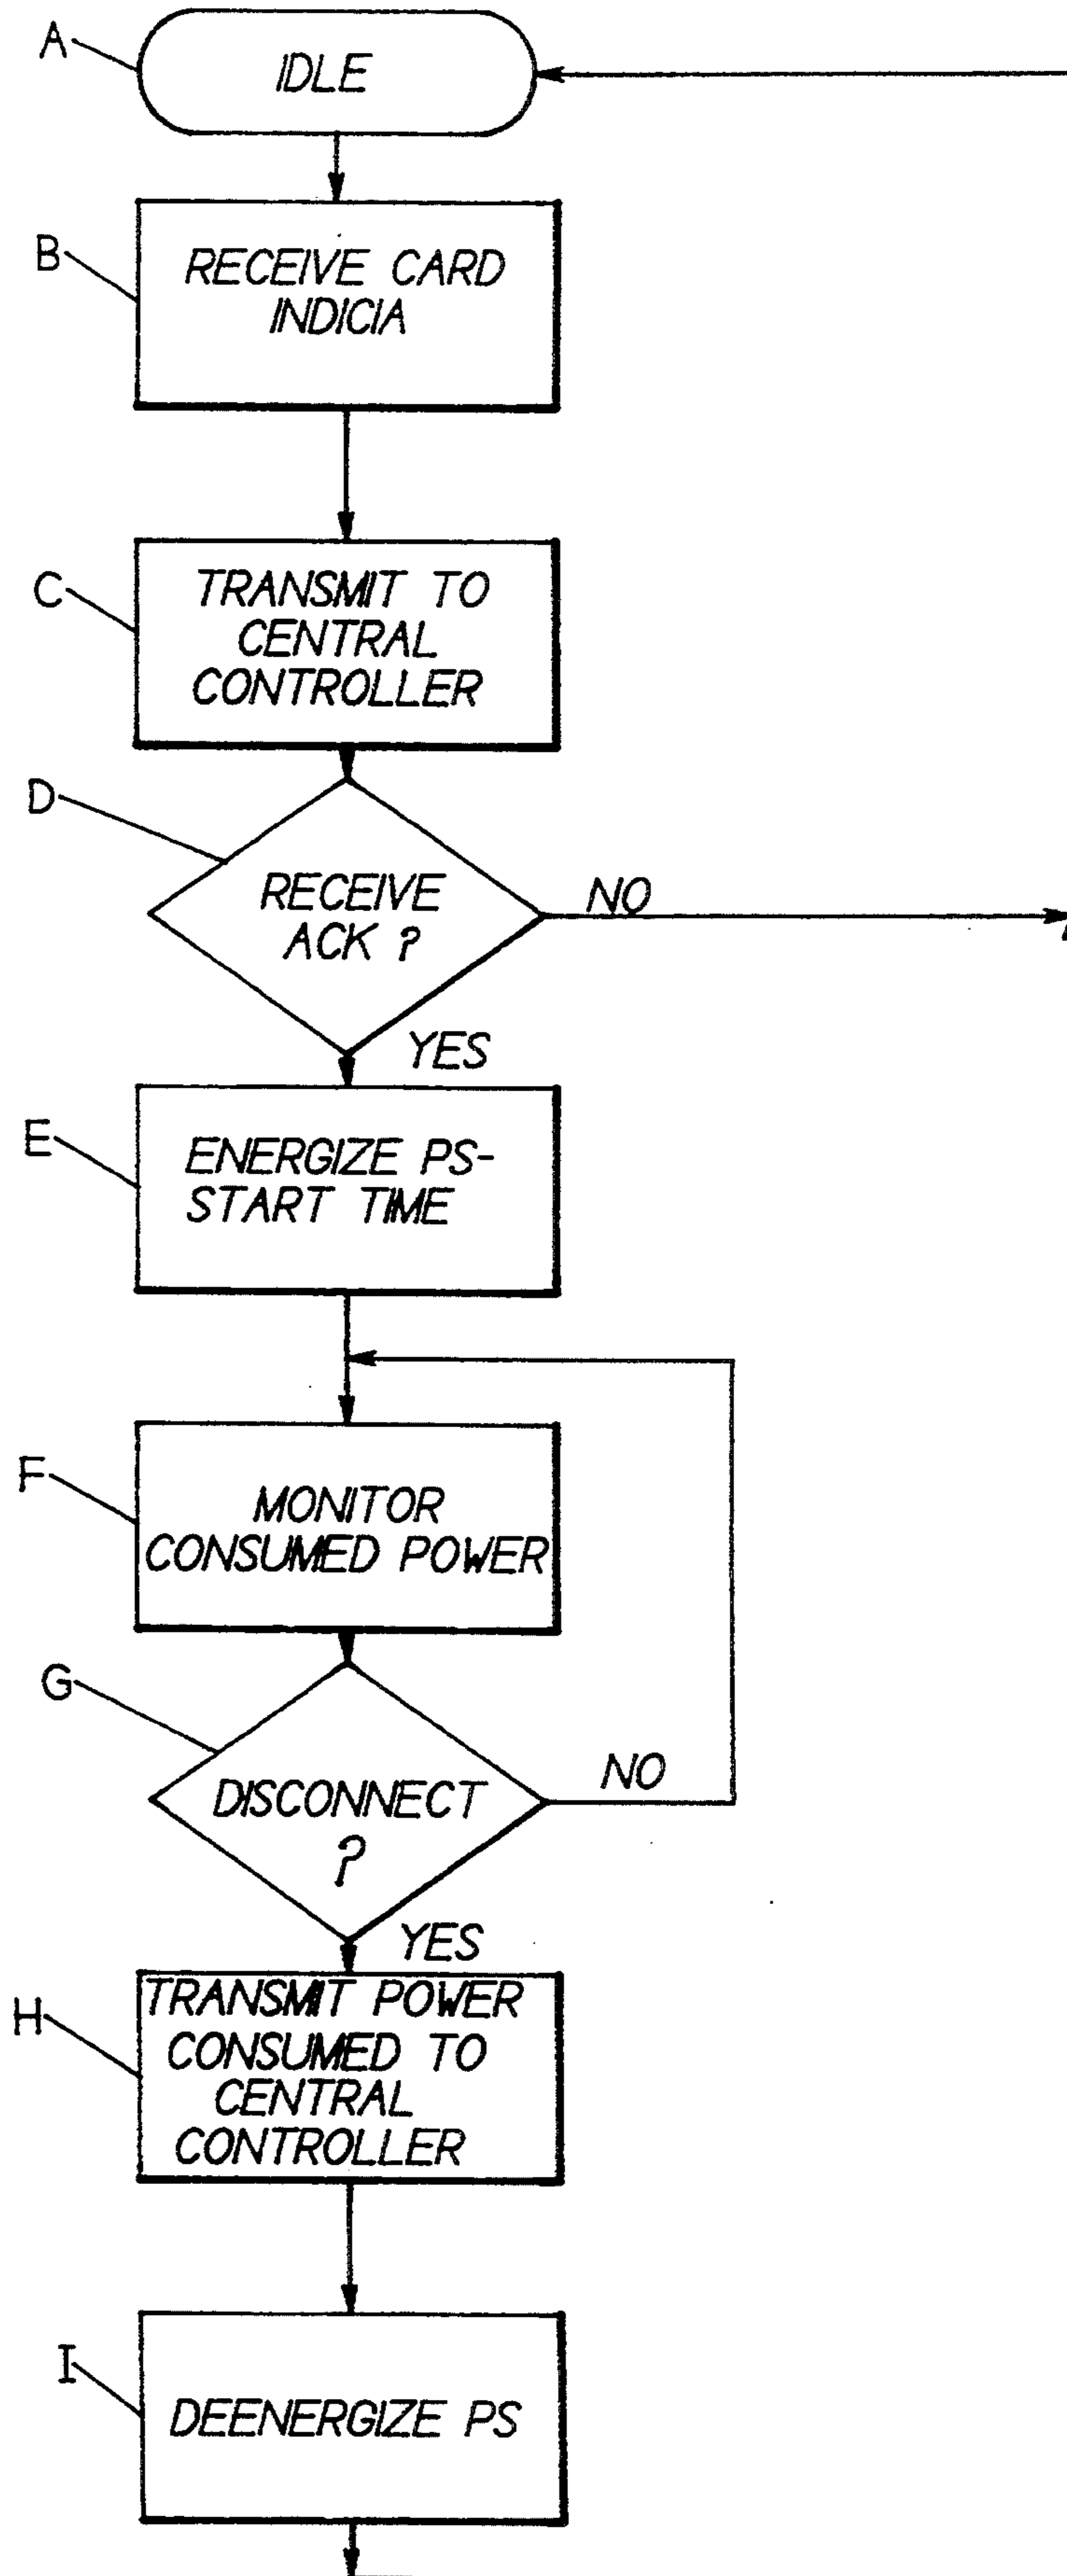 A
IDLE
B
RECEIVE CARD
INDICIA
C
TRANSMIT TO
CENTRAL
CONTROLLER
D
RECEIVE
ACK ?
NO
YES
E
ENERGIZE PS-
START TIME
F
MONITOR
CONSUMED POWER
G
DISCONNECT
?
NO
YES
H
TRANSMIT POWER
CONSUMED TO
CENTRAL
CONTROLLER
I
DEENERGIZE PS